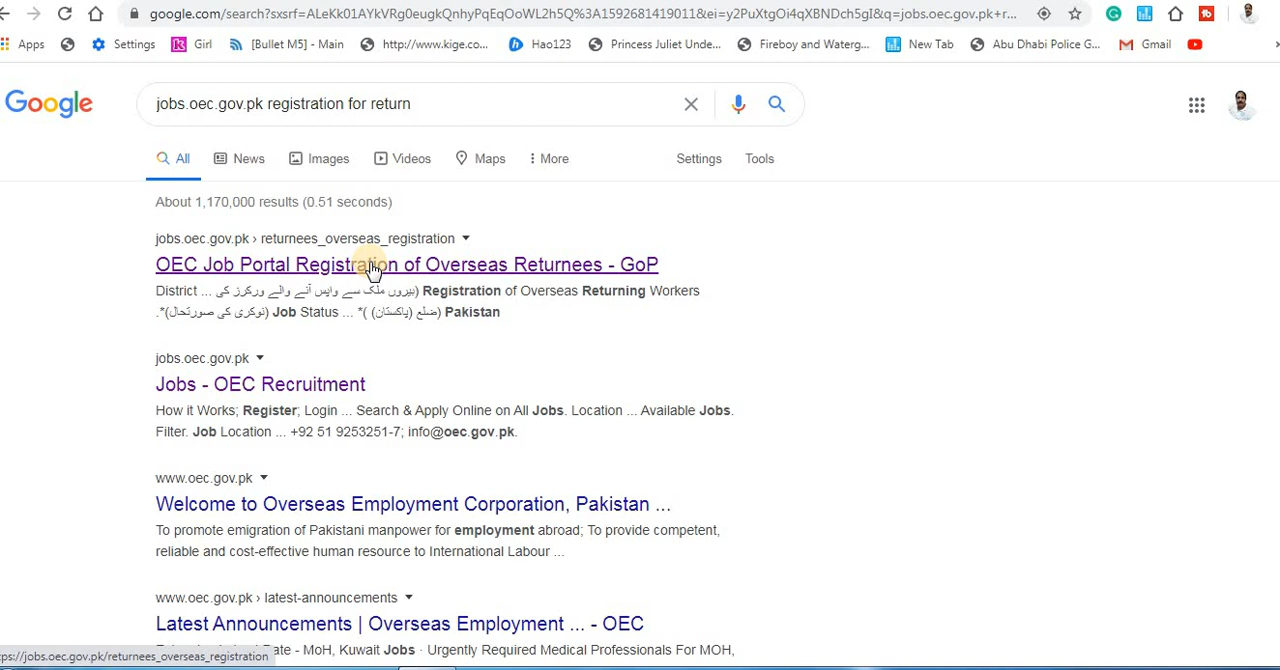 google.com/search?sxsrf=ALeKk01AYkVRg0eugkQnhyPqEqOoWL2h5Q%3A1592681419011&ei=y2PuXtgOi4qXBNDch5gI&q=jobs.oec.gov.pk+r...
Apps Settings Girl [Bullet M5] - Main http://www.kige.co... Hao123 Princess Juliet Unde... Fireboy and Waterg... New Tab Abu Dhabi Police G... Gmail
Google jobs.oec.gov.pk registration for return
All News Images Videos Maps More Settings Tools
About 1,170,000 results (0.51 seconds)
jobs.oec.gov.pk › returnees_overseas_registration
OEC Job Portal Registration of Overseas Returnees - GoP
District ... بیرون ملک سے واپس آنے والے ورکرز کی) Registration of Overseas Returning Workers
.*(نوکری کی صورتحال) Job Status ... *( (ضلع (پاکستان) Pakistan
jobs.oec.gov.pk
Jobs - OEC Recruitment
How it Works; Register; Login ... Search & Apply Online on All Jobs. Location ... Available Jobs.
Filter. Job Location ... +92 51 9253251-7; info@oec.gov.pk.
www.oec.gov.pk
Welcome to Overseas Employment Corporation, Pakistan ...
To promote emigration of Pakistani manpower for employment abroad; To provide competent,
reliable and cost-effective human resource to International Labour ...
www.oec.gov.pk › latest-announcements
Latest Announcements | Overseas Employment ... - OEC
Date - MoH, Kuwait Jobs · Urgently Required Medical Professionals For MOH,
tps://jobs.oec.gov.pk/returnees_overseas_registration